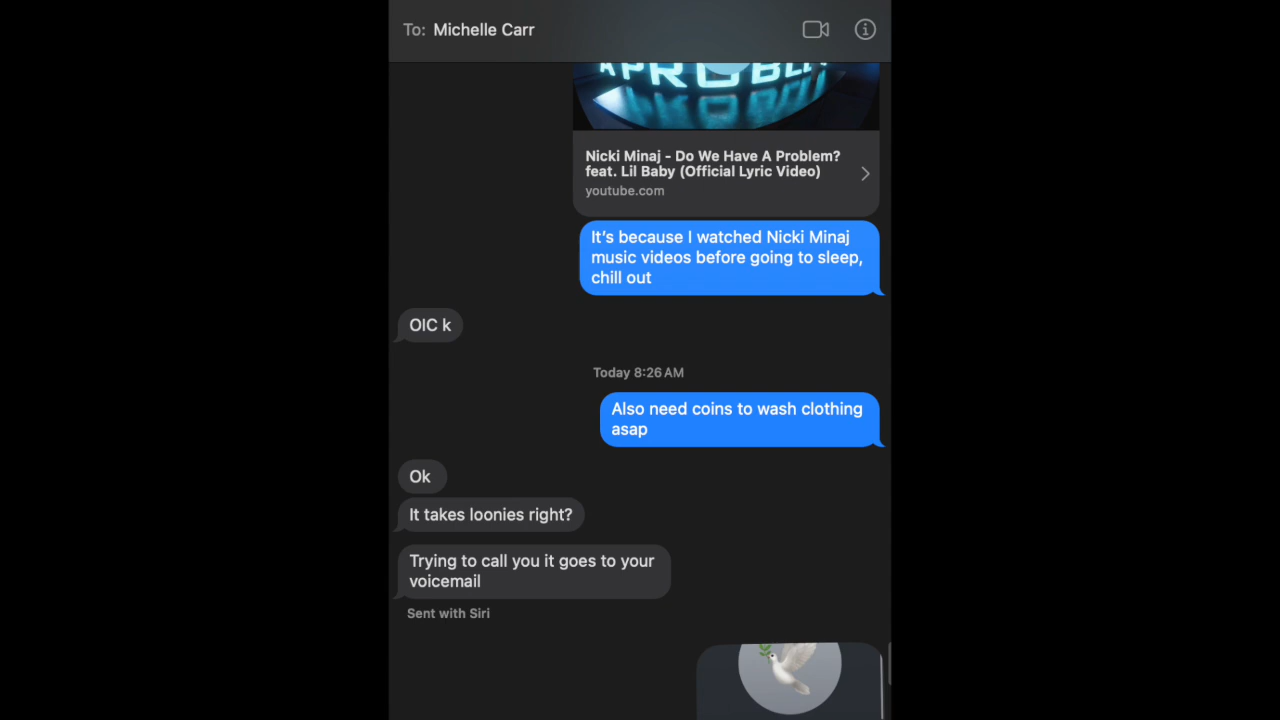 To: Michelle Carr
A PROBLE
Nicki Minaj - Do We Have A Problem?
feat. Lil Baby (Official Lyric Video)
youtube.com
It's because I watched Nicki Minaj
music videos before going to sleep,
chill out
OIC k
Today 8:26 AM
Also need coins to wash clothing
asap
Ok
It takes loonies right?
Trying to call you it goes to your
voicemail
Sent with Siri